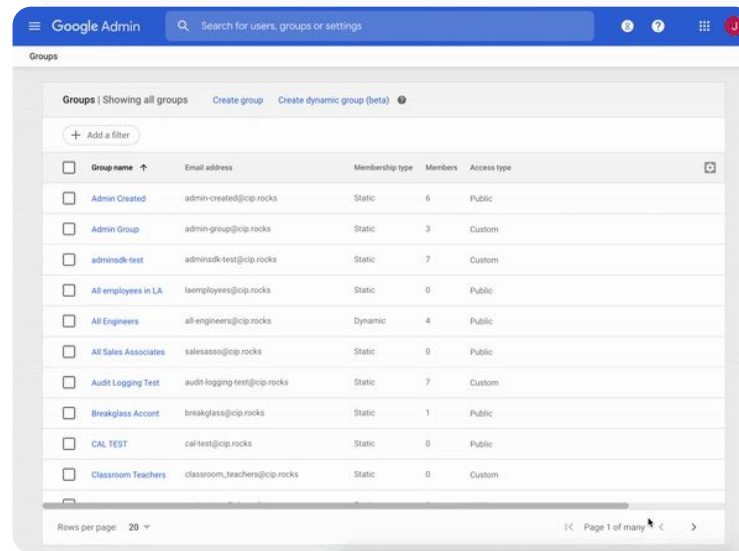 Google Admin
Search for users, groups or settings
Groups
Groups | Showing all groups Create group Create dynamic group (beta)
Add a filter
Group name Email address Membership type Members Access type
Admin Created admin-created@cip.rocks Static 6 Public
Admin Group admin-group@cip.rocks Static 3 Custom
adminsdk-test adminsdk-test@cip.rocks Static 7 Custom
All employees in LA laemployees@cip.rocks Static 0 Public
All Engineers all-engineers@cip.rocks Dynamic 4 Public
All Sales Associates salesasso@cip.rocks Static 0 Public
Audit Logging Test audit-logging-test@cip.rocks Static 7 Custom
Breakglass Accont breakglass@cip.rocks Static 1 Public
CAL TEST cal-test@cip.rocks Static 0 Public
Classroom Teachers classroom_teachers@cip.rocks Static 0 Custom
Rows per page: 20 Page 1 of many